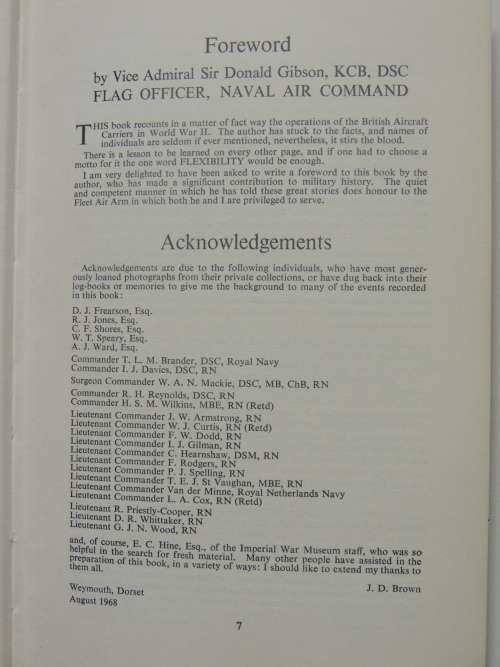 Foreword
by Vice Admiral Sir Donald Gibson, KCB, DSC
FLAG OFFICER, NAVAL AIR COMMAND
THIS book recounts in a matter of fact way the operations of the British Aircraft
Carriers in World War II. The author has stuck to the facts, and names of
individuals are seldom if ever mentioned, nevertheless, it stirs the blood.
There is a lesson to be learned on every other page, and if one had to choose a
motto for it the one word FLEXIBILITY would be enough.
I am very delighted to have been asked to write a foreword to this book by the
author, who has made a significant contribution to military history. The quiet
and competent manner in which he has told these great stories does honour to the
Fleet Air Arm in which both he and I are privileged to serve.
Acknowledgements
Acknowledgements are due to the following individuals, who have most gener-
ously loaned photographs from their private collections, or have dug back into their
log-books or memories to give me the background to many of the events recorded
in this book:
D. J. Frearson, Esq.
R. J. Jones, Esq.
C. F. Shores, Esq.
W. T. Speary, Esq.
A. J. Ward, Esq.
Commander T. L. M. Brander, DSC, Royal Navy
Commander I. J. Davies, DSC, RN
Surgeon Commander W. A. N. Mackie, DSC, MB, ChB, RN
Commander R. H. Reynolds, DSC, RN
Commander H. S. M. Wilkins, MBE, RN (Retd)
Lieutenant Commander J. W. Armstrong, RN
Lieutenant Commander W. J. Curtis, RN (Retd)
Lieutenant Commander F. W. Dodd, RN
Lieutenant Commander I. J. Gilman, RN
Lieutenant Commander C. Hearnshaw, DSM, RN
Lieutenant Commander F. Rodgers, RN
Lieutenant Commander P. J. Spelling, RN
Lieutenant Commander T. E. J. St Vaughan, MBE, RN
Lieutenant Commander Van der Minne, Royal Netherlands Navy
Lieutenant Commander L. A. Cox, RN (Retd)
Lieutenant R. Priestly-Cooper, RN
Lieutenant D. R. Whittaker, RN
Lieutenant G. J. N. Wood, RN
and, of course, E. C. Hine, Esq., of the Imperial War Museum staff, who was so
helpful in the search for fresh material. Many other people have assisted in the
preparation of this book, in a variety of ways: I should like to extend my thanks to
them all.
J. D. Brown
Weymouth, Dorset
August 1968
7